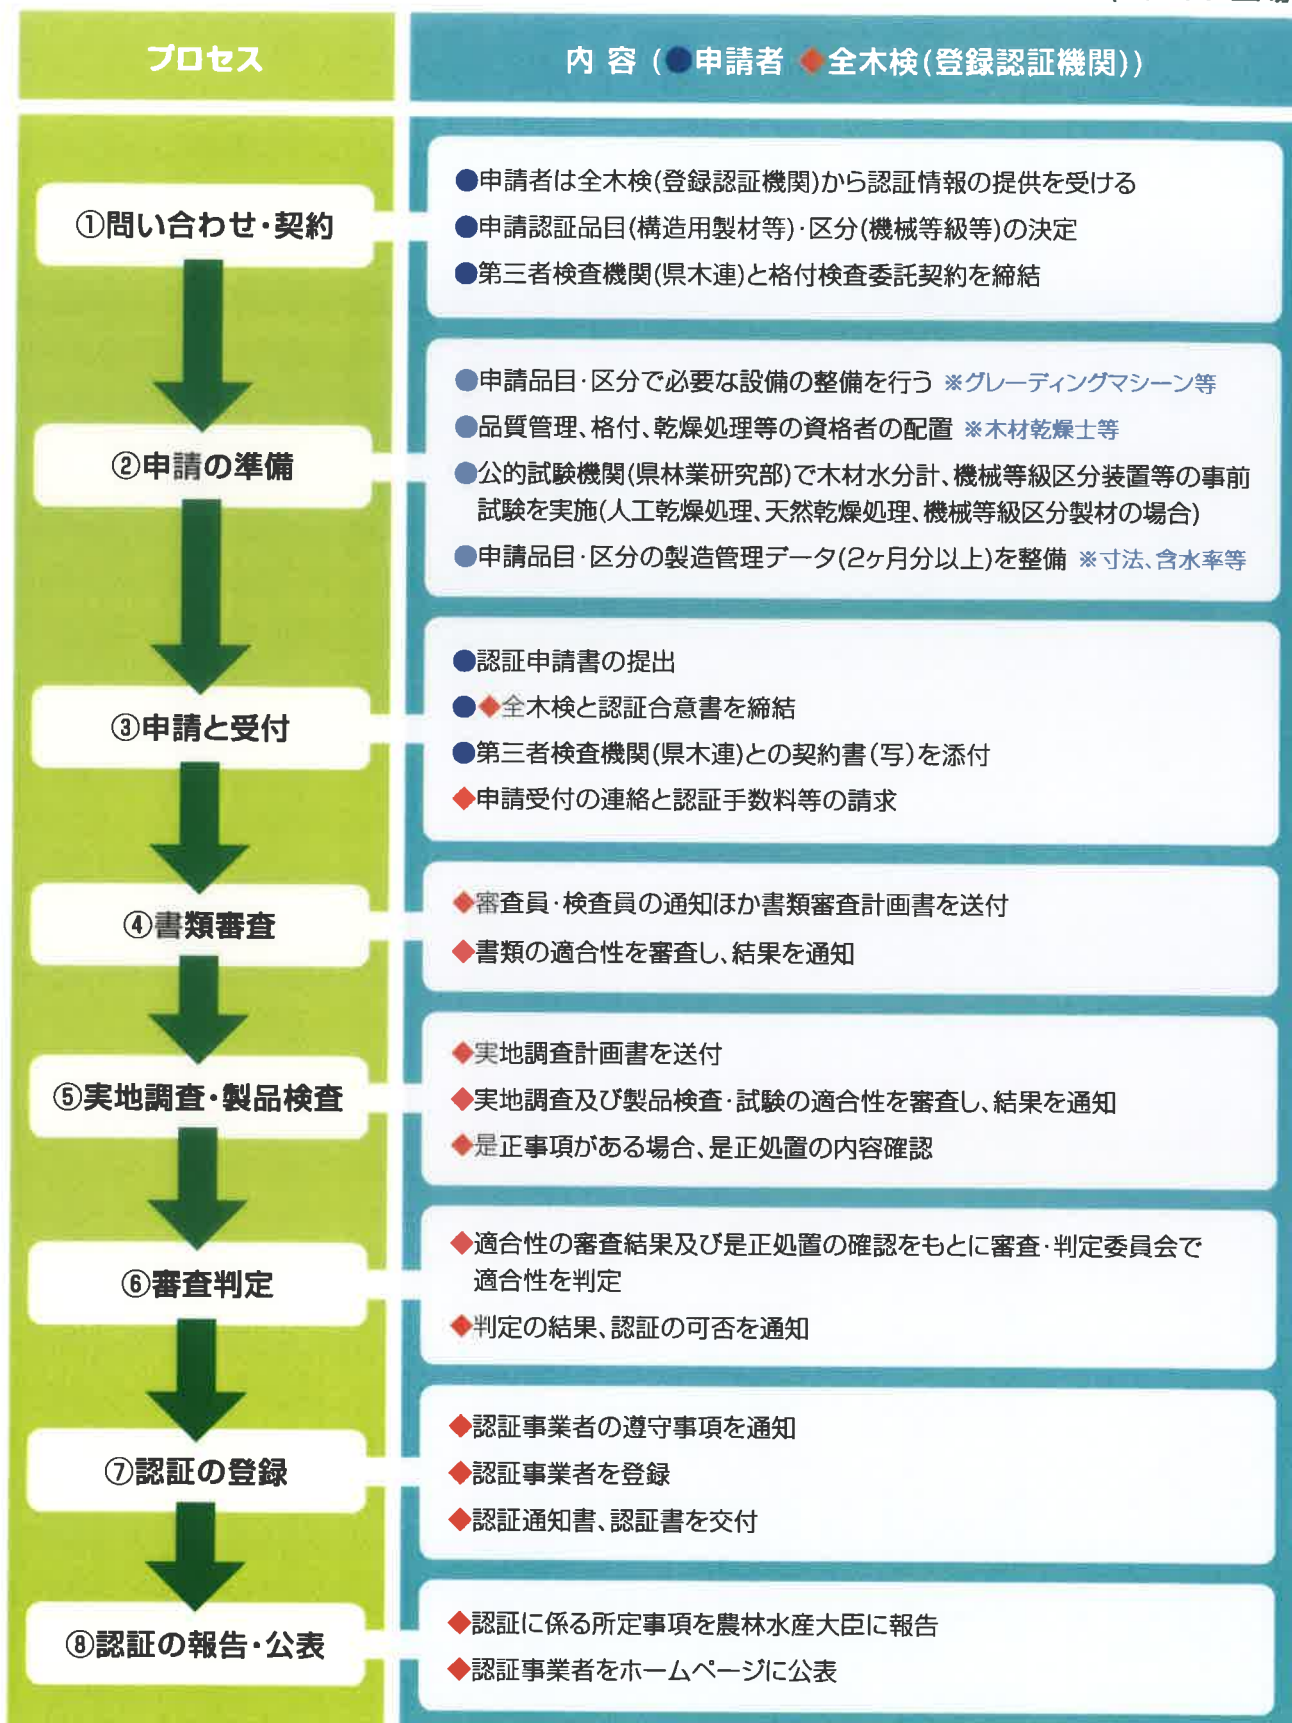 プロセス
内 容 (●申請者 ◆全木検(登録認証機関))
①問い合わせ・契約
●申請者は全木検(登録認証機関)から認証情報の提供を受ける
●申請認証品目(構造用製材等)・区分(機械等級等)の決定
●第三者検査機関(県木連)と格付検査委託契約を締結
②申請の準備
●申請品目・区分で必要な設備の整備を行う ※グレーディングマシーン等
●品質管理、格付、乾燥処理等の資格者の配置 ※木材乾燥士等
●公的試験機関(県林業研究部)で木材水分計、機械等級区分装置等の事前
試験を実施(人工乾燥処理、天然乾燥処理、機械等級区分製材の場合)
●申請品目・区分の製造管理データ(2ヶ月分以上)を整備 ※寸法、含水率等
③申請と受付
●認証申請書の提出
●◆全木検と認証合意書を締結
●第三者検査機関(県木連)との契約書(写)を添付
◆申請受付の連絡と認証手数料等の請求
④書類審査
◆審査員・検査員の通知ほか書類審査計画書を送付
◆書類の適合性を審査し、結果を通知
⑤実地調査・製品検査
◆実地調査計画書を送付
◆実地調査及び製品検査・試験の適合性を審査し、結果を通知
◆是正事項がある場合、是正処置の内容確認
⑥審査判定
◆適合性の審査結果及び是正処置の確認をもとに審査・判定委員会で
適合性を判定
◆判定の結果、認証の可否を通知
⑦認証の登録
◆認証事業者の遵守事項を通知
◆認証事業者を登録
◆認証通知書、認証書を交付
⑧認証の報告・公表
◆認証に係る所定事項を農林水産大臣に報告
◆認証事業者をホームページに公表